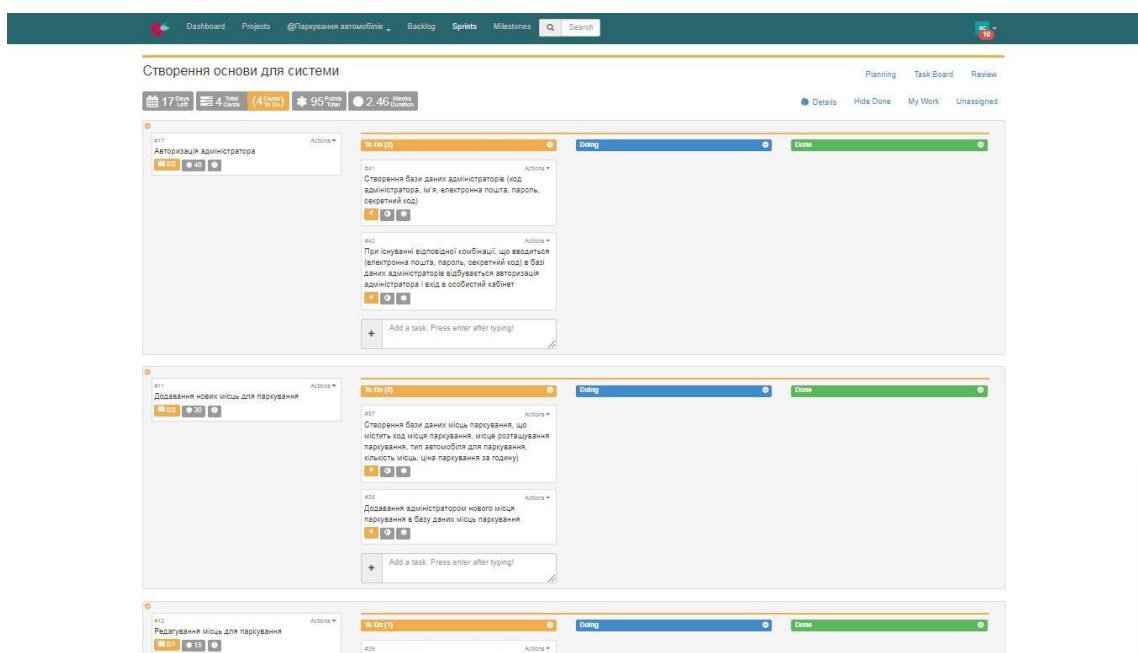 Dashboard Projects @Паркування автомобілів Backlog Sprints Milestones Search
10
Створення основи для системи
Planning Task Board Review
17 Days Left 4 Total Cards (4 Cards To Do) 95 Points Total 2.46 Weeks Duration
Details Hide Done My Work Unassigned
#17 Actions
Авторизація адміністратора
0/2 40
To Do (2) Doing Done
#41 Actions
Створення бази даних адміністраторів (код
адміністратора, ім'я, електронна пошта, пароль,
секретний код)
#42 Actions
При існуванні відповідної комбінації, що вводиться
(електронна пошта, пароль, секретний код) в базі
даних адміністраторів відбувається авторизація
адміністратора і вхід в особистий кабінет
Add a task. Press enter after typing!
#11 Actions
Додавання нових місць для паркування
0/2 30
To Do (2) Doing Done
#37 Actions
Створення бази даних місць паркування, що
містить код місця паркування, місце розташування
паркування, тип автомобіля для паркування,
кількість місць, ціна паркування за годину)
#38 Actions
Додавання адміністратором нового місця
паркування в базу даних місць паркування
Add a task. Press enter after typing!
#12 Actions
Редагування місць для паркування
0/1 15
To Do (1) Doing Done
#39 Actions